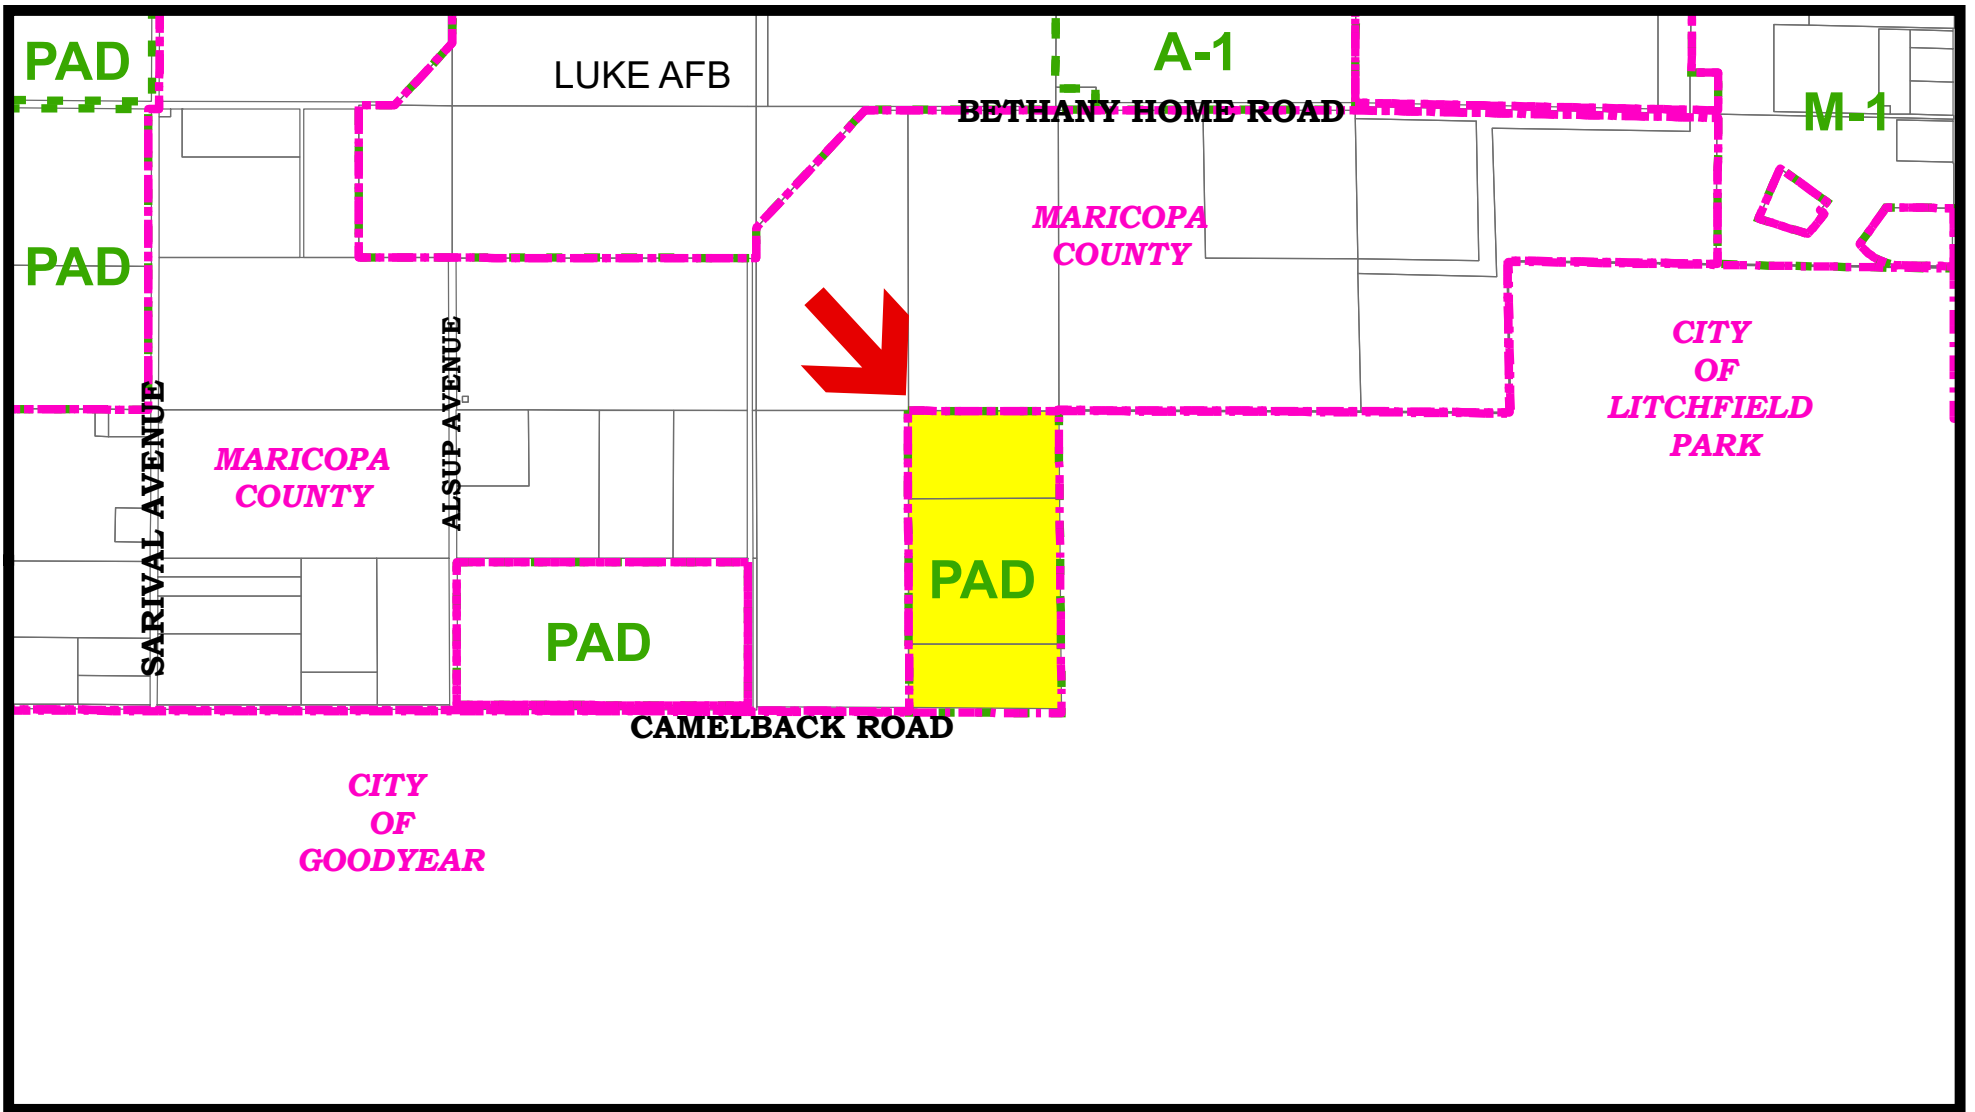 PAD
LUKE AFB
A-1
BETHANY HOME ROAD
M-1
PAD
MARICOPA
COUNTY
CITY
OF
LITCHFIELD
PARK
SARIVAL AVENUE
ALSUP AVENUE
MARICOPA
COUNTY
PAD
PAD
CAMELBACK ROAD
CITY
OF
GOODYEAR